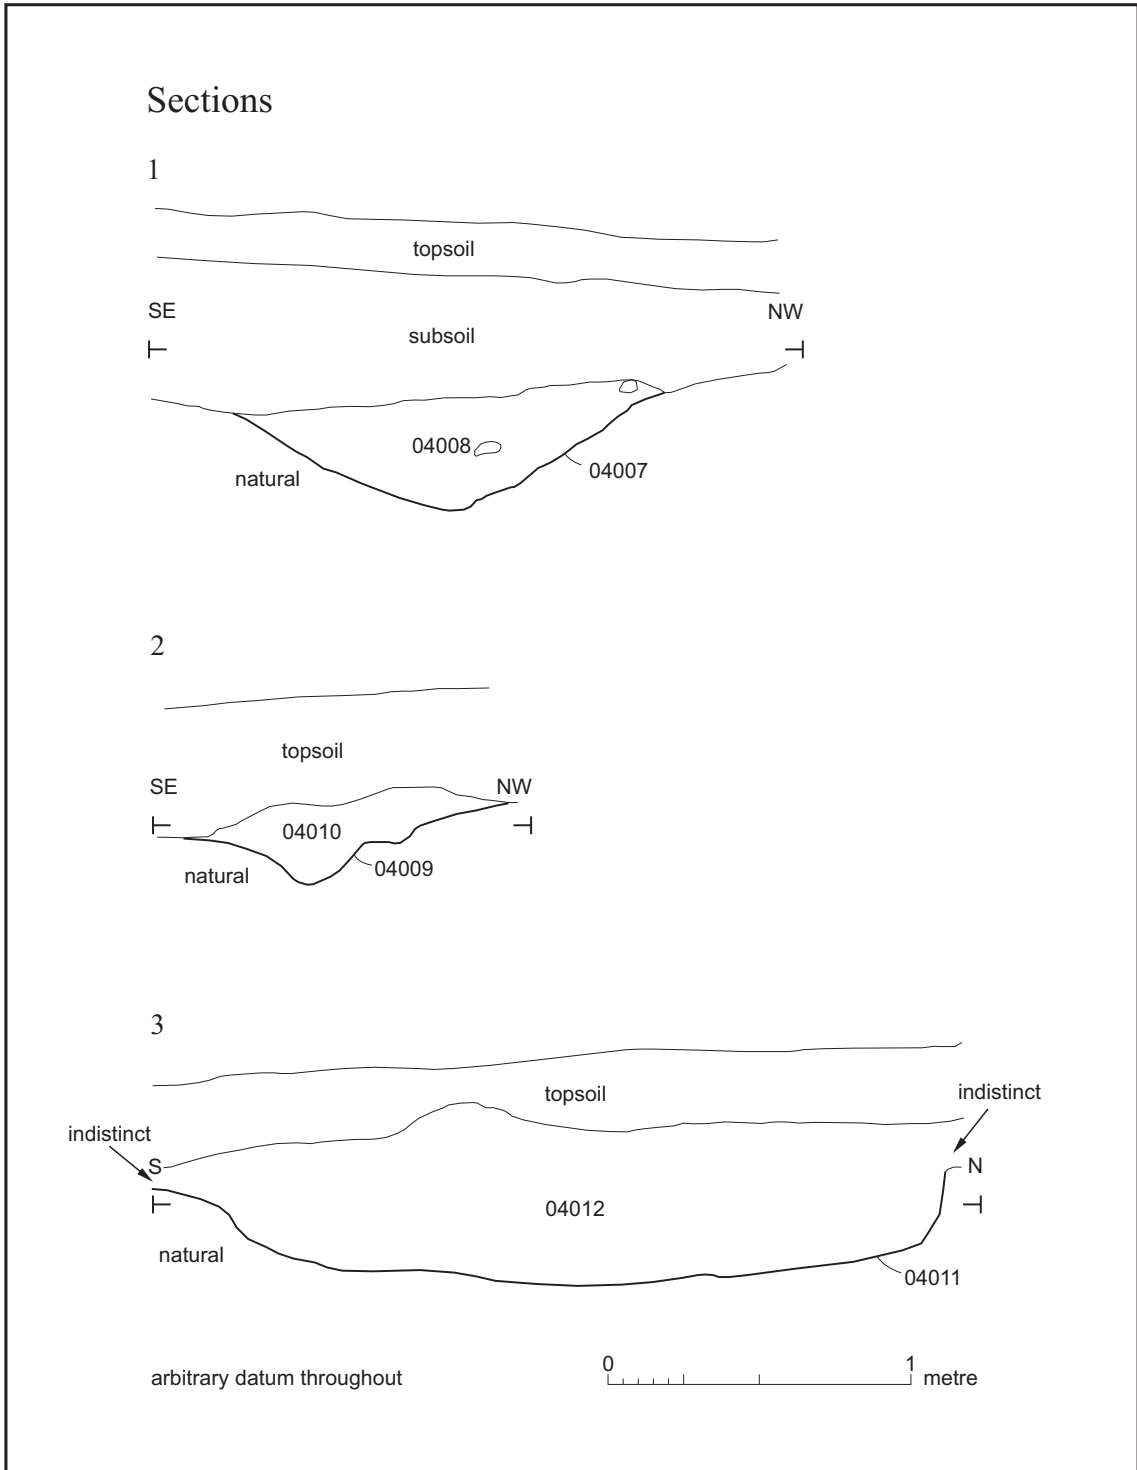 Sections
1
topsoil
SE
NW
subsoil
04008
04007
natural
2
topsoil
SE
NW
04010
04009
natural
3
topsoil
indistinct
indistinct
S
N
04012
natural
04011
arbitrary datum throughout
0 1 metre